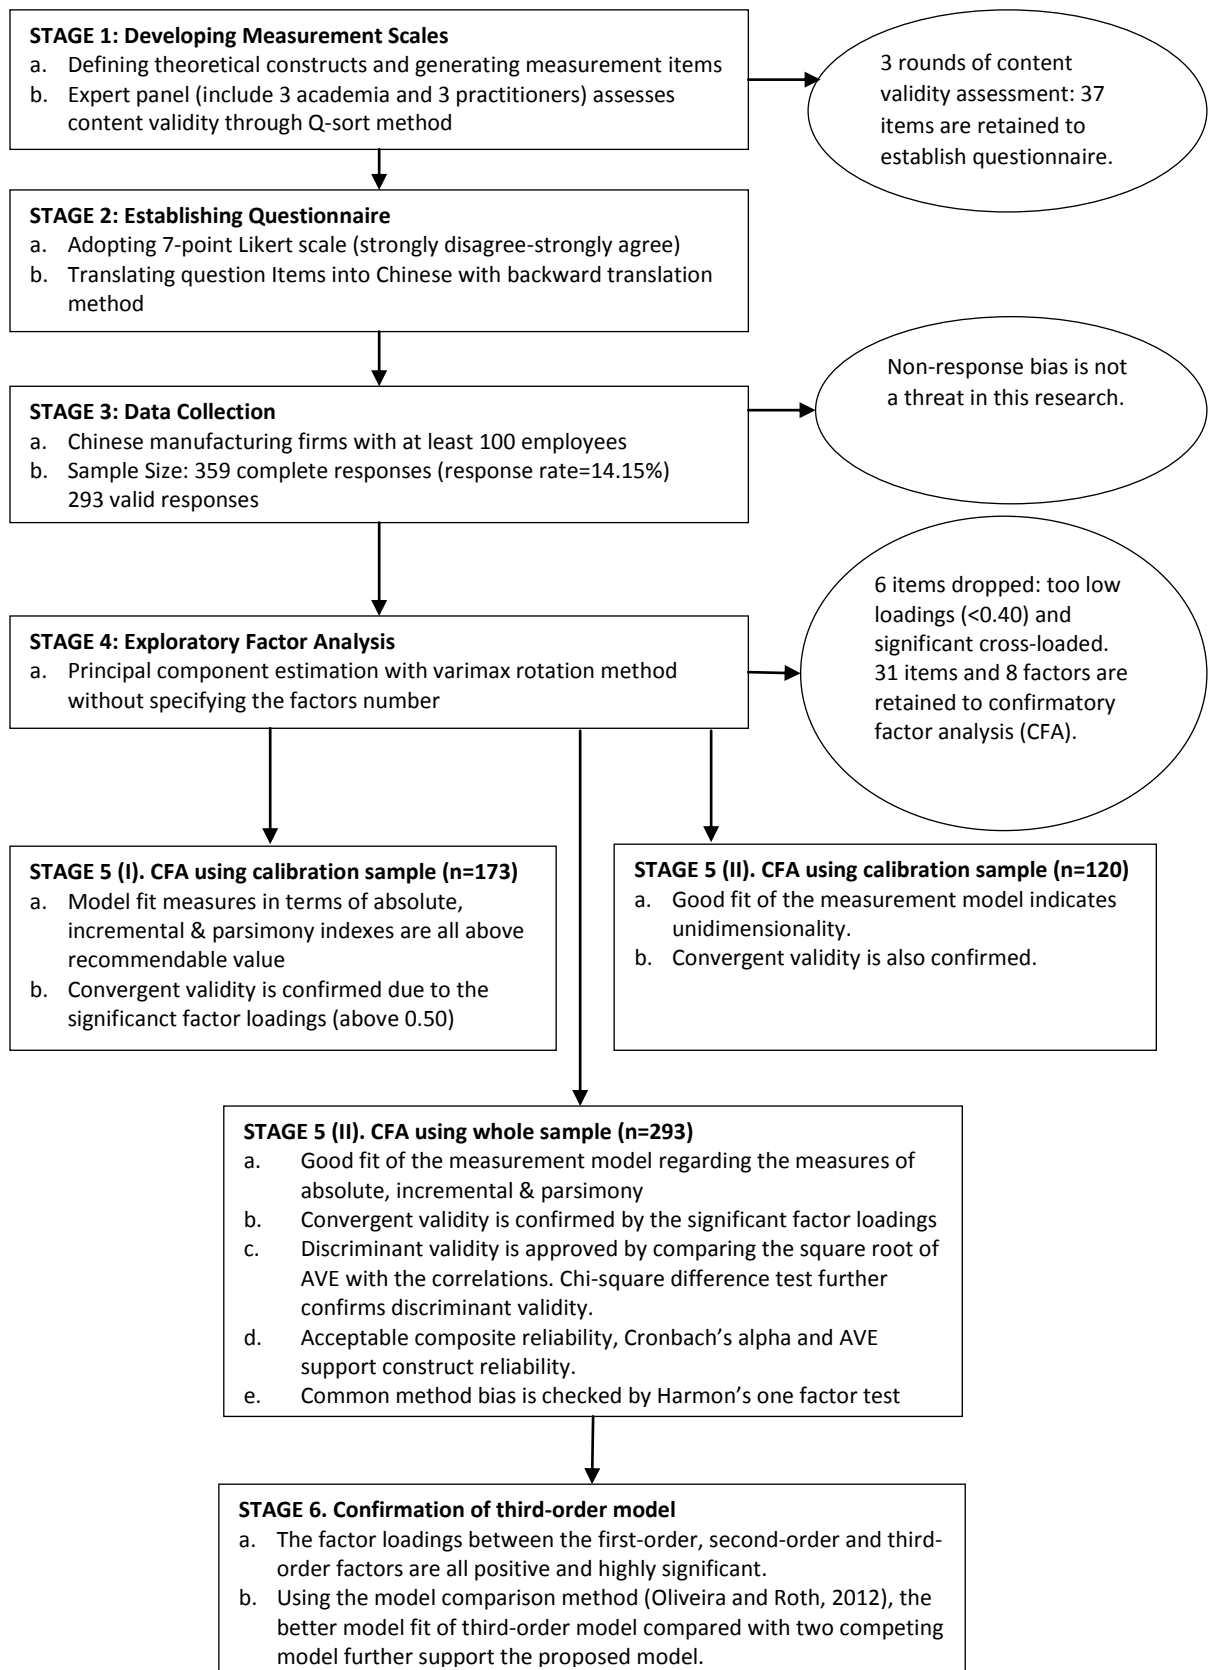 STAGE 1: Developing Measurement Scales
a. Defining theoretical constructs and generating measurement items
b. Expert panel (include 3 academia and 3 practitioners) assesses
content validity through Q-sort method
3 rounds of content
validity assessment: 37
items are retained to
establish questionnaire.
STAGE 2: Establishing Questionnaire
a. Adopting 7-point Likert scale (strongly disagree-strongly agree)
b. Translating question Items into Chinese with backward translation
method
STAGE 3: Data Collection
a. Chinese manufacturing firms with at least 100 employees
b. Sample Size: 359 complete responses (response rate=14.15%)
293 valid responses
Non-response bias is not
a threat in this research.
STAGE 4: Exploratory Factor Analysis
a. Principal component estimation with varimax rotation method
without specifying the factors number
6 items dropped: too low
loadings (<0.40) and
significant cross-loaded.
31 items and 8 factors are
retained to confirmatory
factor analysis (CFA).
STAGE 5 (I). CFA using calibration sample (n=173)
a. Model fit measures in terms of absolute,
incremental & parsimony indexes are all above
recommendable value
b. Convergent validity is confirmed due to the
significanct factor loadings (above 0.50)
STAGE 5 (II). CFA using calibration sample (n=120)
a. Good fit of the measurement model indicates
unidimensionality.
b. Convergent validity is also confirmed.
STAGE 5 (II). CFA using whole sample (n=293)
a. Good fit of the measurement model regarding the measures of
absolute, incremental & parsimony
b. Convergent validity is confirmed by the significant factor loadings
c. Discriminant validity is approved by comparing the square root of
AVE with the correlations. Chi-square difference test further
confirms discriminant validity.
d. Acceptable composite reliability, Cronbach’s alpha and AVE
support construct reliability.
e. Common method bias is checked by Harmon’s one factor test
STAGE 6. Confirmation of third-order model
a. The factor loadings between the first-order, second-order and third-
order factors are all positive and highly significant.
b. Using the model comparison method (Oliveira and Roth, 2012), the
better model fit of third-order model compared with two competing
model further support the proposed model.